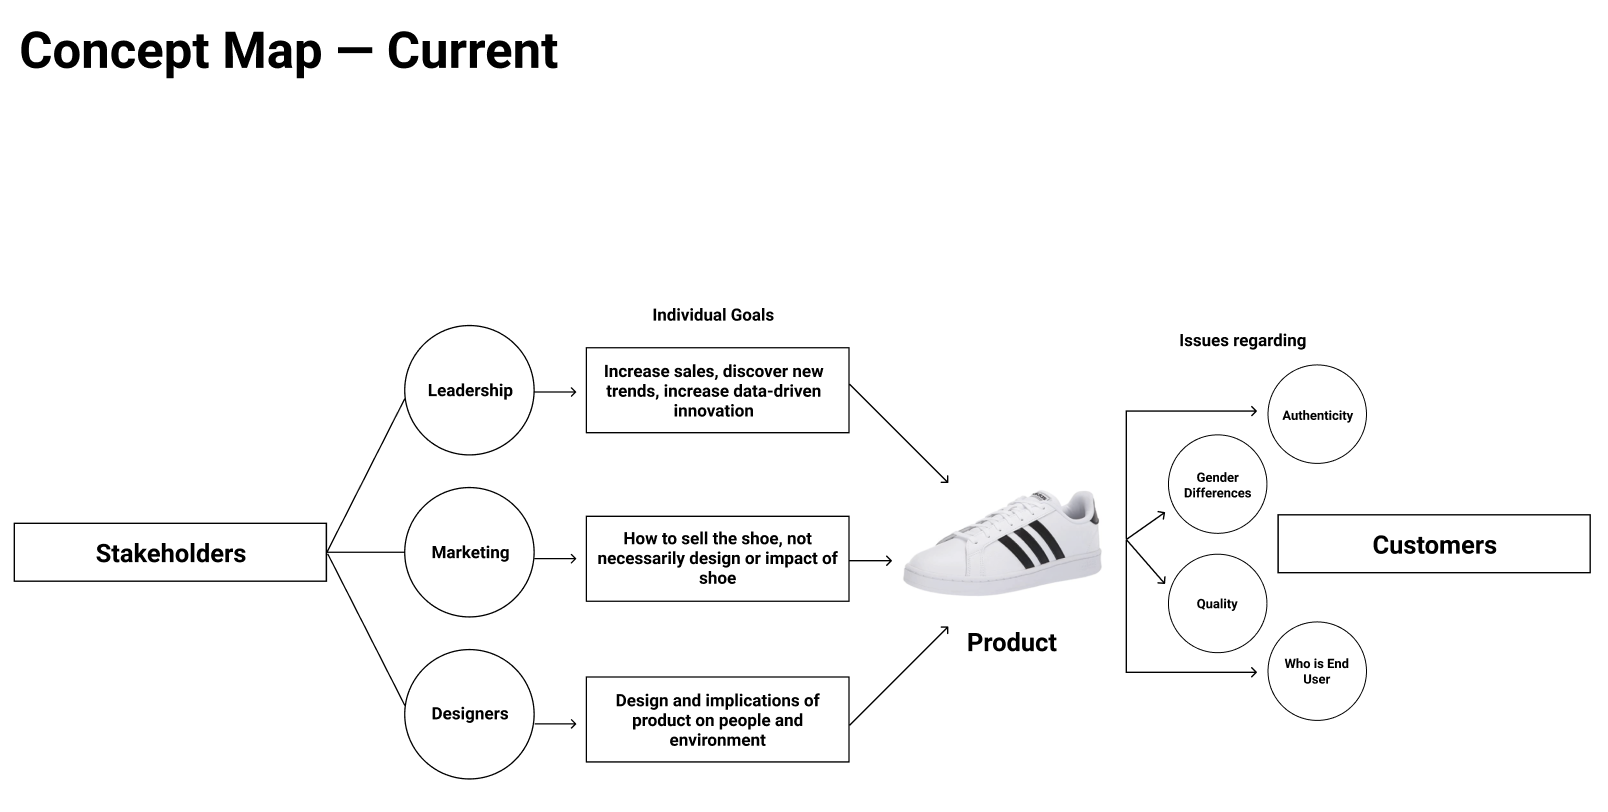 Concept Map — Current
Individual Goals
Issues regarding
Stakeholders
Leadership
Marketing
Designers
Increase sales, discover new
trends, increase data-driven
innovation
How to sell the shoe, not
necessarily design or impact of
shoe
Design and implications of
product on people and
environment
Product
Authenticity
Gender
Differences
Quality
Who is End
User
Customers